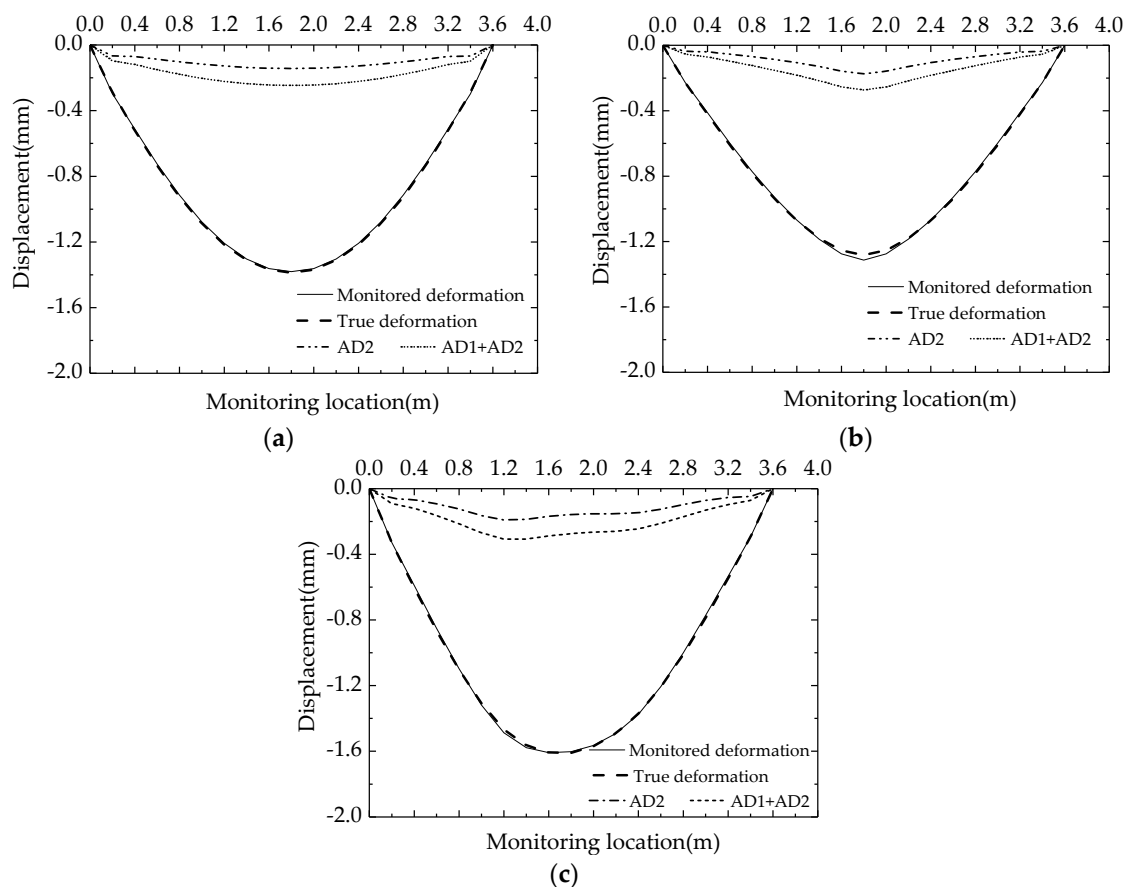 0.0 0.4 0.8 1.2 1.6 2.0 2.4 2.8 3.2 3.6 4.0
0.0
-0.4
-0.8
-1.2
-1.6
-2.0
Displacement(mm)
Monitored deformation
True deformation
AD2 AD1+AD2
Monitoring location(m)
(a)
0.0 0.4 0.8 1.2 1.6 2.0 2.4 2.8 3.2 3.6 4.0
0.0
-0.4
-0.8
-1.2
-1.6
-2.0
Displacement(mm)
Monitored deformation
True deformation
AD2 AD1+AD2
Monitoring location(m)
(b)
0.0 0.4 0.8 1.2 1.6 2.0 2.4 2.8 3.2 3.6 4.0
0.0
-0.4
-0.8
-1.2
-1.6
-2.0
Displacement(mm)
Monitored deformation
True deformation
AD2 AD1+AD2
Monitoring location(m)
(c)